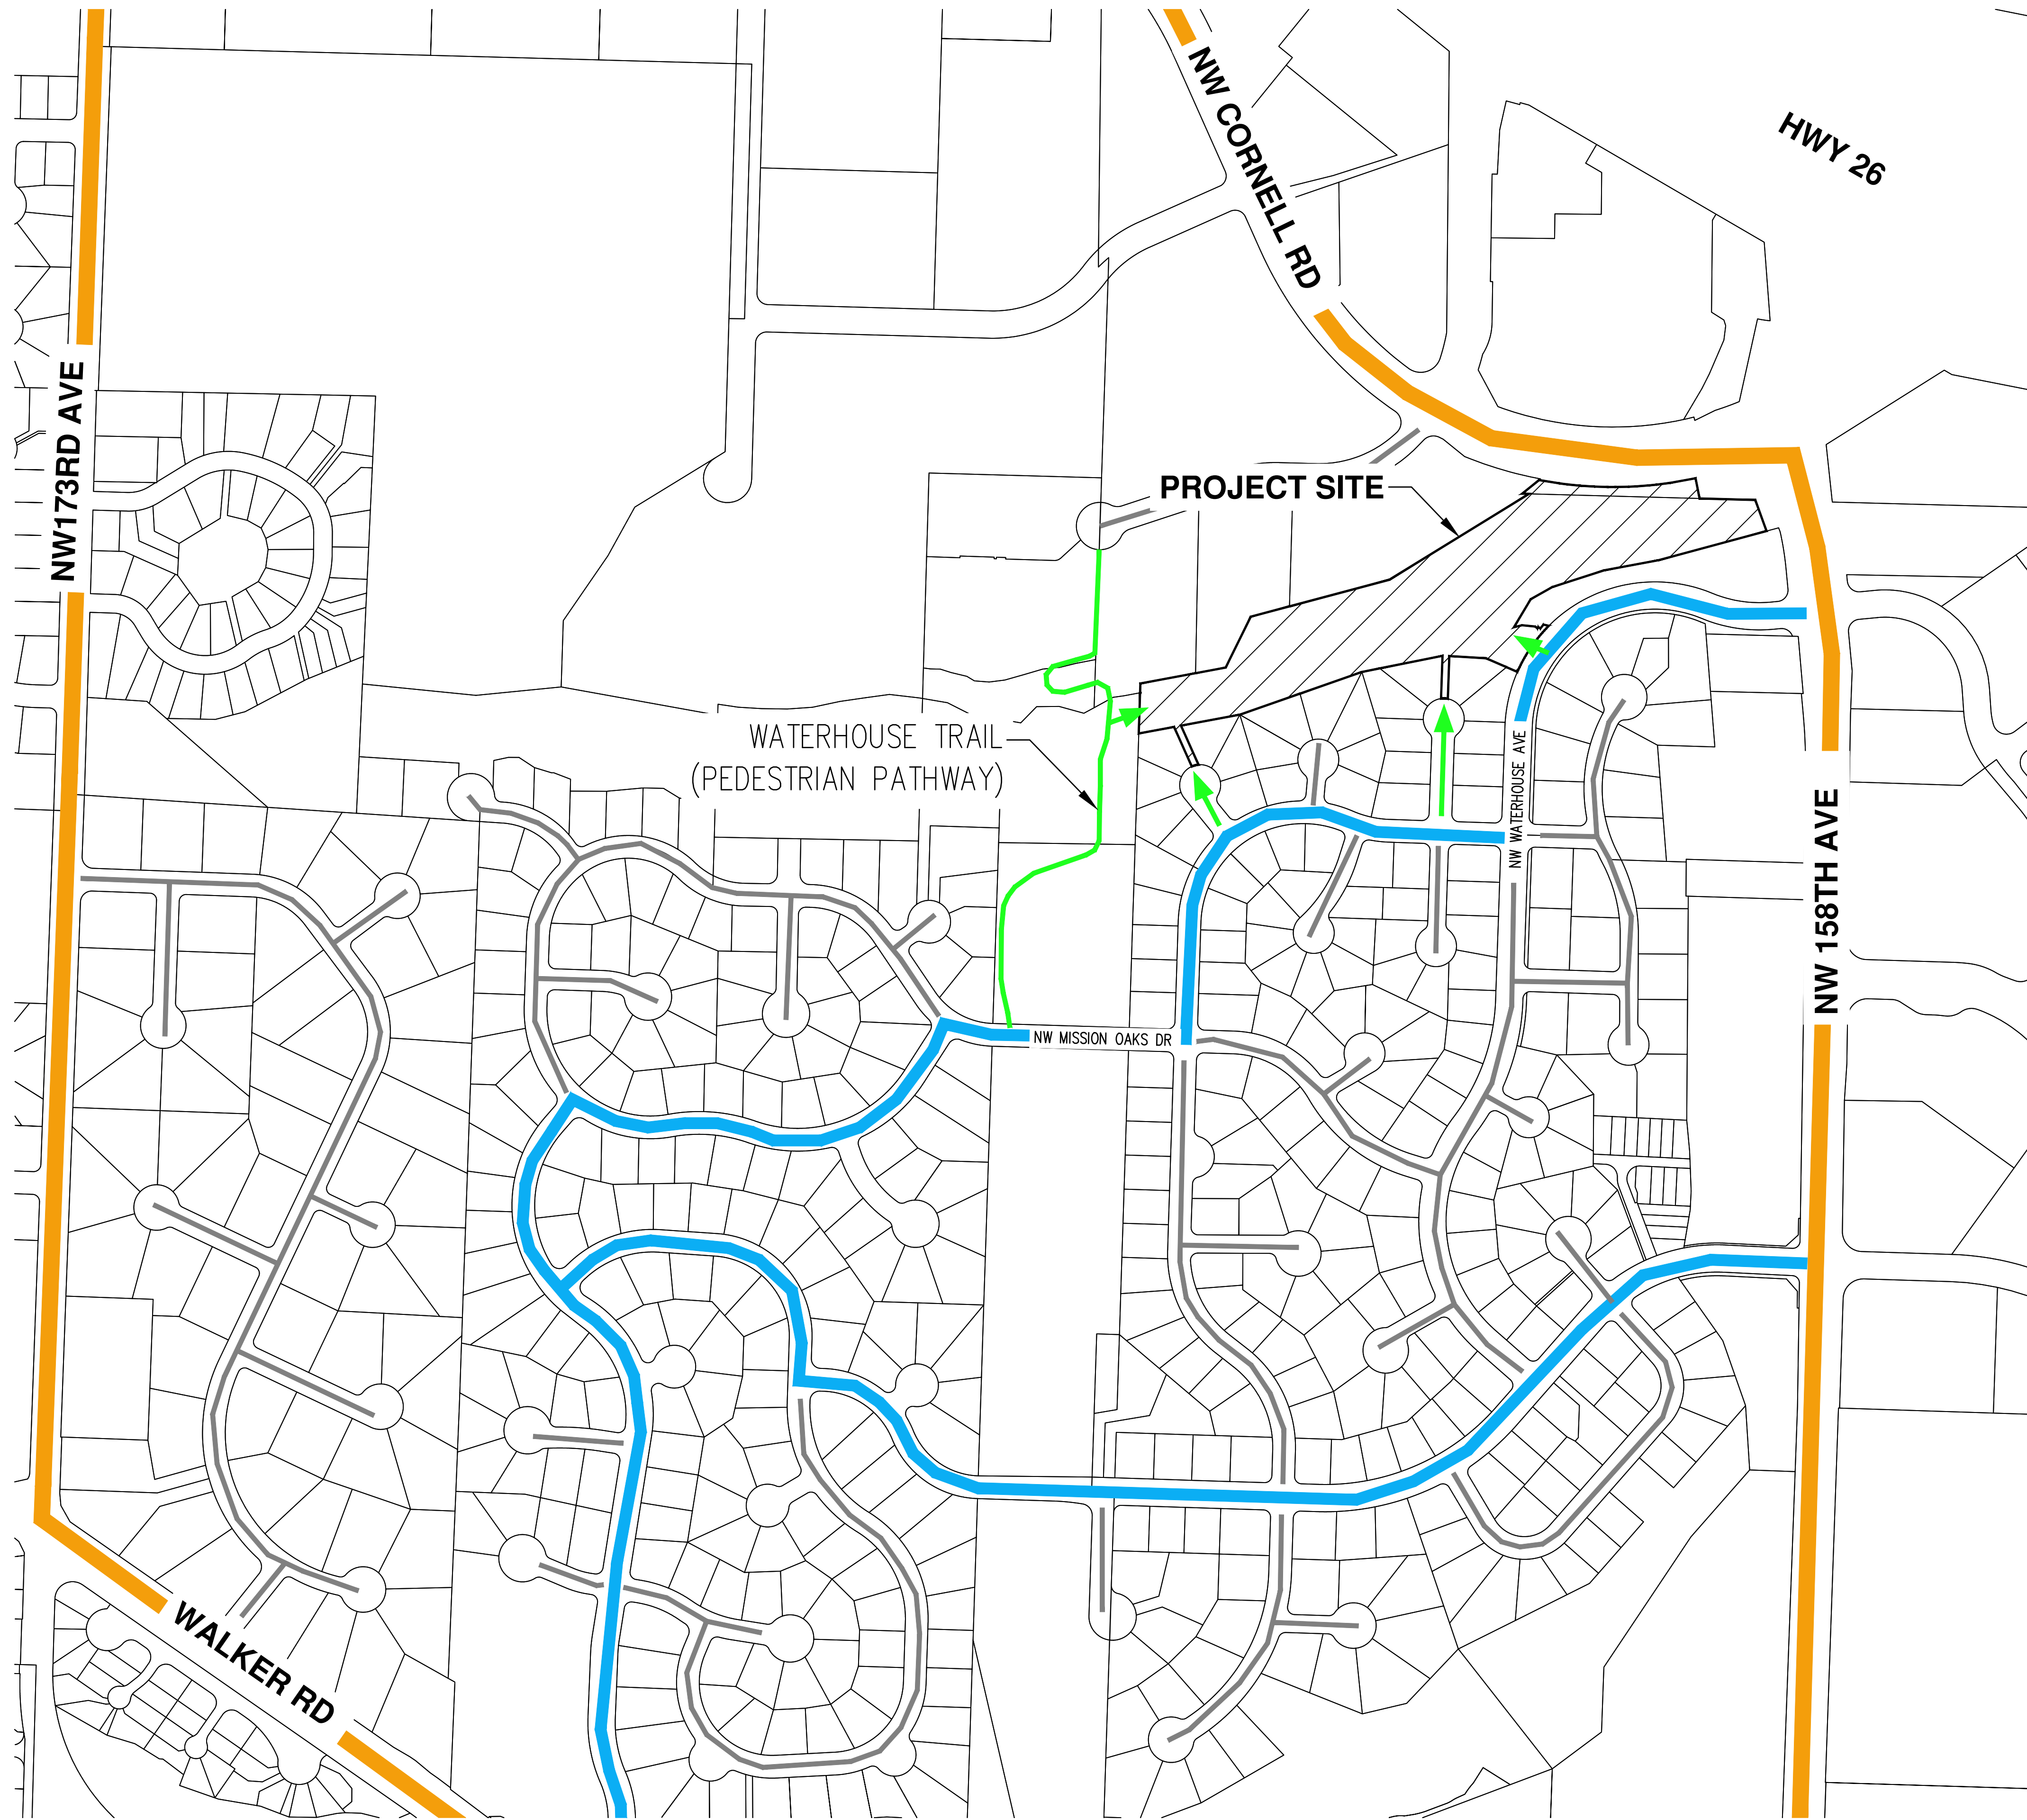 NW CORNELL RD
HWY 26
NW173RD AVE
PROJECT SITE
WATERHOUSE TRAIL
(PEDESTRIAN PATHWAY)
NW WATERHOUSE AVE
NW 158TH AVE
NW MISSION OAKS DR
WALKER RD